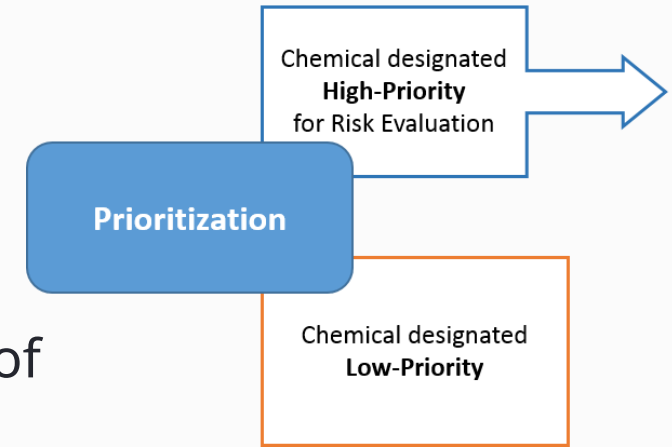 Chemical designated
High-Priority
for Risk Evaluation
Prioritization
Chemical designated
Low-Priority
of